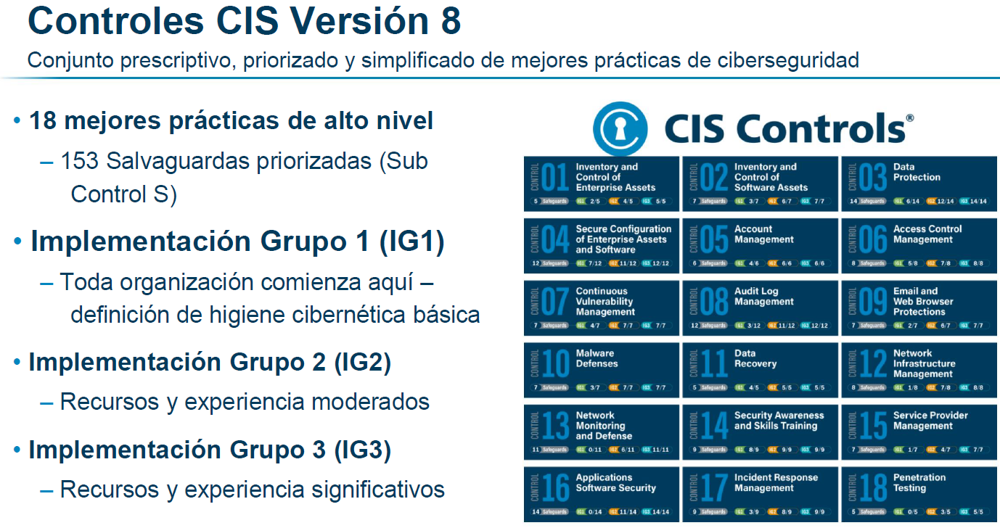 Controles CIS Versión 8
Conjunto prescriptivo, priorizado y simplificado de mejores prácticas de ciberseguridad
• 18 mejores prácticas de alto nivel
– 153 Salvaguardas priorizadas (Sub
Control S)
• Implementación Grupo 1 (IG1)
– Toda organización comienza aquí –
definición de higiene cibernética básica
• Implementación Grupo 2 (IG2)
– Recursos y experiencia moderados
• Implementación Grupo 3 (IG3)
– Recursos y experiencia significativos
CIS Controls®
CONTROL 01
Inventory and
Control of
Enterprise Assets
5 Safeguards IG1 2/5 IG2 4/5 IG3 5/5
CONTROL 02
Inventory and
Control of
Software Assets
7 Safeguards IG1 3/7 IG2 6/7 IG3 7/7
CONTROL 03
Data
Protection
14 Safeguards IG1 6/14 IG2 12/14 IG3 14/14
CONTROL 04
Secure Configuration
of Enterprise Assets
and Software
12 Safeguards IG1 7/12 IG2 11/12 IG3 12/12
CONTROL 05
Account
Management
6 Safeguards IG1 4/6 IG2 6/6 IG3 6/6
CONTROL 06
Access Control
Management
8 Safeguards IG1 5/8 IG2 7/8 IG3 8/8
CONTROL 07
Continuous
Vulnerability
Management
7 Safeguards IG1 4/7 IG2 7/7 IG3 7/7
CONTROL 08
Audit Log
Management
12 Safeguards IG1 3/12 IG2 11/12 IG3 12/12
CONTROL 09
Email and
Web Browser
Protections
7 Safeguards IG1 2/7 IG2 6/7 IG3 7/7
CONTROL 10
Malware
Defenses
7 Safeguards IG1 3/7 IG2 7/7 IG3 7/7
CONTROL 11
Data
Recovery
5 Safeguards IG1 4/5 IG2 5/5 IG3 5/5
CONTROL 12
Network
Infrastructure
Management
8 Safeguards IG1 1/8 IG2 7/8 IG3 8/8
CONTROL 13
Network
Monitoring
and Defense
11 Safeguards IG1 0/11 IG2 6/11 IG3 11/11
CONTROL 14
Security Awareness
and Skills Training
9 Safeguards IG1 8/9 IG2 9/9 IG3 9/9
CONTROL 15
Service Provider
Management
7 Safeguards IG1 1/7 IG2 4/7 IG3 7/7
CONTROL 16
Applications
Software Security
14 Safeguards IG1 0/14 IG2 11/14 IG3 14/14
CONTROL 17
Incident Response
Management
9 Safeguards IG1 3/9 IG2 8/9 IG3 9/9
CONTROL 18
Penetration
Testing
5 Safeguards IG1 0/5 IG2 3/5 IG3 5/5